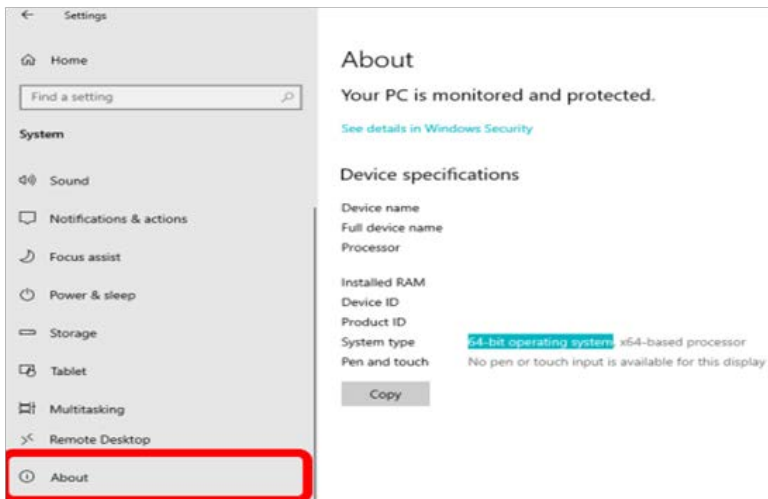 Settings
Home
Find a setting
System
Sound
Notifications & actions
Focus assist
Power & sleep
Storage
Tablet
Multitasking
Remote Desktop
About
About
Your PC is monitored and protected.
See details in Windows Security
Device specifications
Device name
Full device name
Processor
Installed RAM
Device ID
Product ID
System type 64-bit operating system, x64-based processor
Pen and touch No pen or touch input is available for this display
Copy